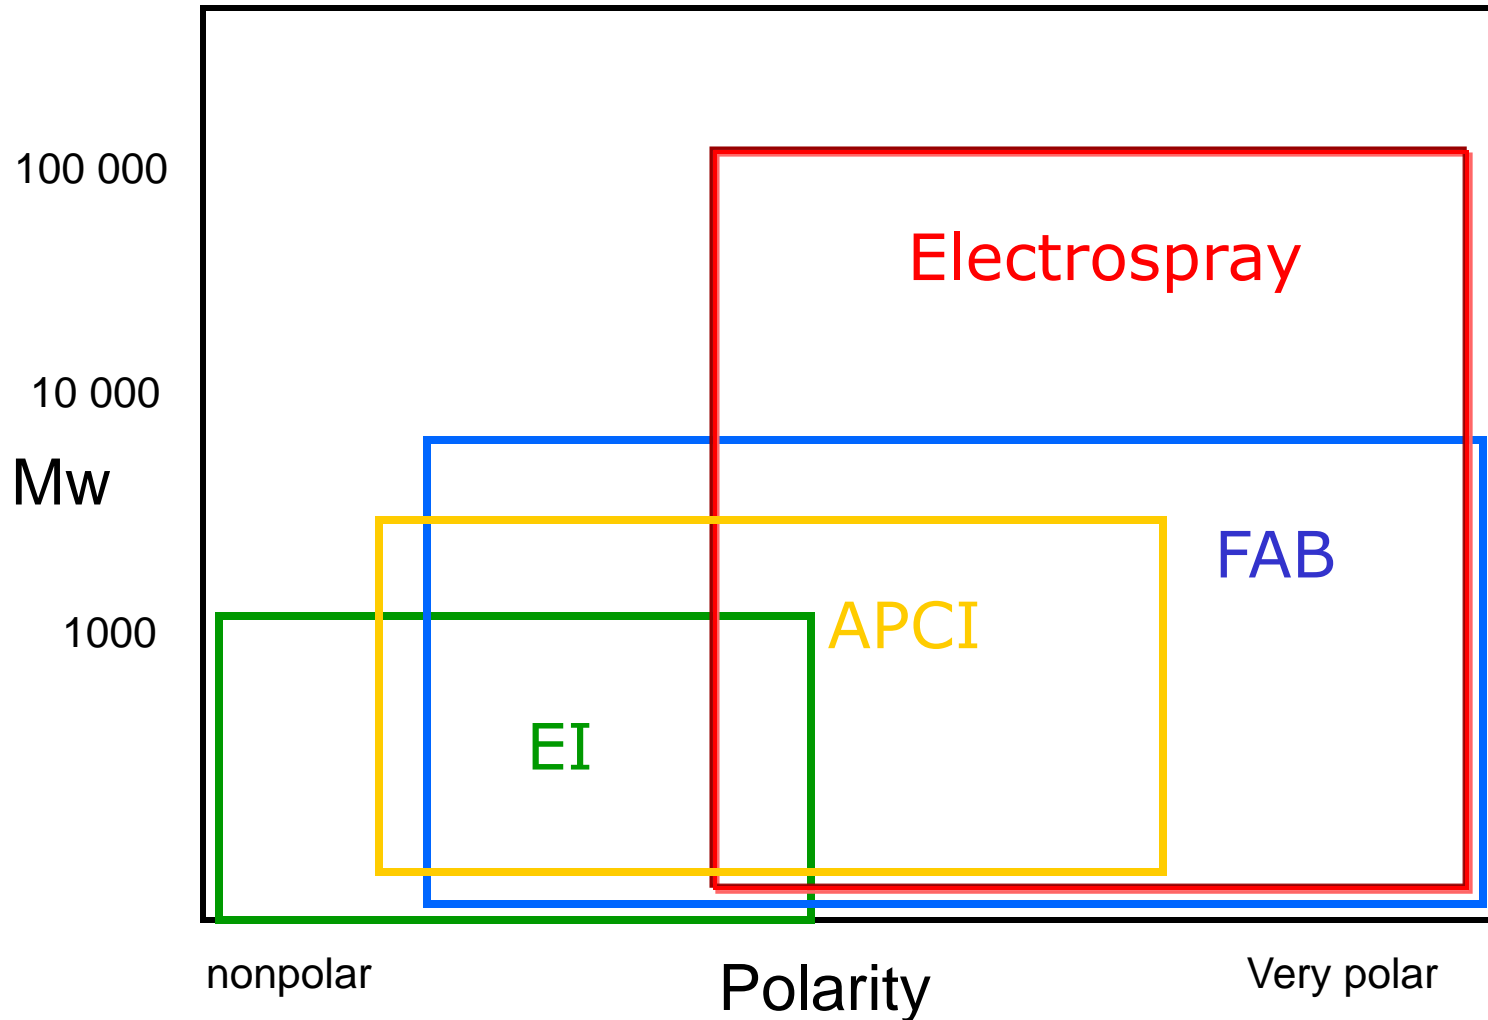 100 000
Electrospray
10 000
Mw
FAB
APCI
1000
EI
nonpolar
Polarity
Very polar